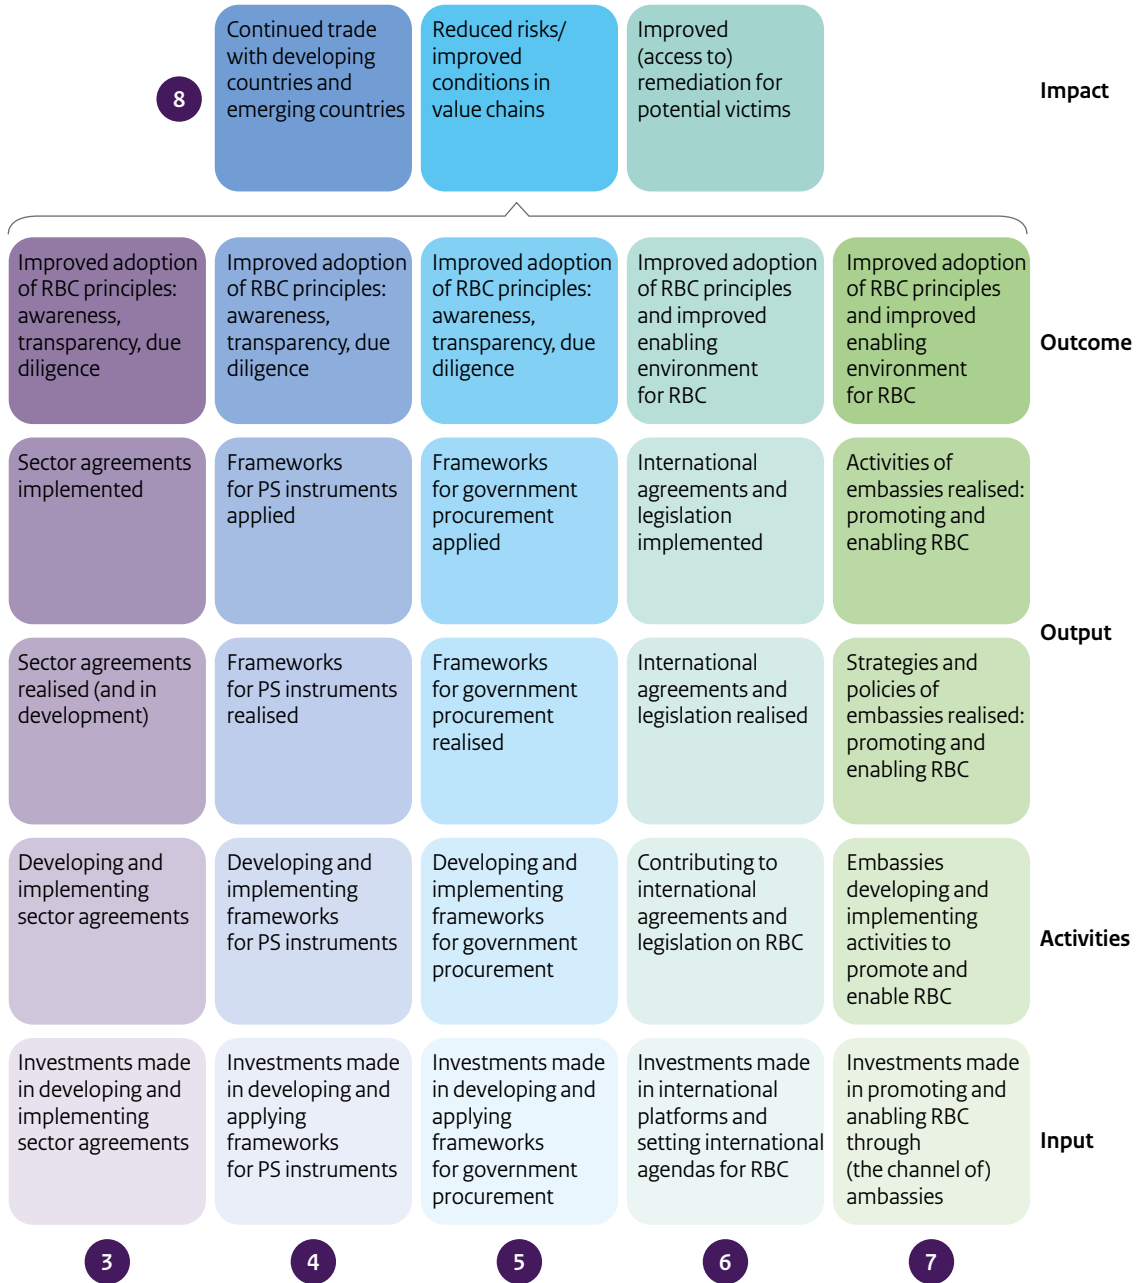 8
Continued trade
with developing
countries and
emerging countries
Reduced risks/
improved
conditions in
value chains
Improved
(access to)
remediation for
potential victims
Impact
Improved adoption
of RBC principles:
awareness,
transparency, due
diligence
Improved adoption
of RBC principles:
awareness,
transparency, due
diligence
Improved adoption
of RBC principles:
awareness,
transparency, due
diligence
Improved adoption
of RBC principles
and improved
enabling
environment
for RBC
Improved adoption
of RBC principles
and improved
enabling
environment
for RBC
Outcome
Sector agreements
implemented
Frameworks
for PS instruments
applied
Frameworks
for government
procurement
applied
International
agreements and
legislation
implemented
Activities of
embassies realised:
promoting and
enabling RBC
Output
Sector agreements
realised (and in
development)
Frameworks
for PS instruments
realised
Frameworks
for government
procurement
realised
International
agreements and
legislation realised
Strategies and
policies of
embassies realised:
promoting and
enabling RBC
Developing and
implementing
sector agreements
Developing and
implementing
frameworks
for PS instruments
Developing and
implementing
frameworks
for government
procurement
Contributing to
international
agreements and
legislation on RBC
Embassies
developing and
implementing
activities to
promote and
enable RBC
Activities
Investments made
in developing and
implementing
sector agreements
Investments made
in developing and
applying
frameworks
for PS instruments
Investments made
in developing and
applying
frameworks
for government
procurement
Investments made
in international
platforms and
setting international
agendas for RBC
Investments made
in promoting and
enabling RBC
through
(the channel of)
ambassies
Input
3
4
5
6
7